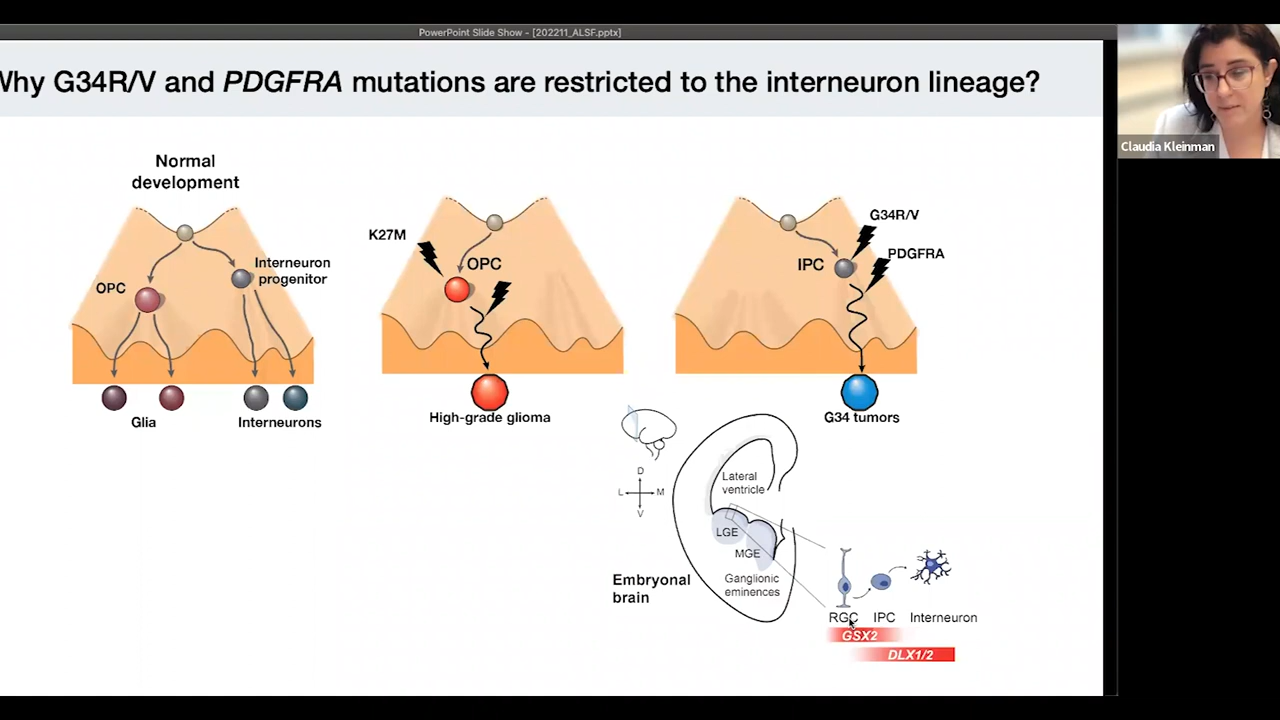 PowerPoint Slide Show - [202211_ALSF.pptx]
Why G34R/V and PDGFRA mutations are restricted to the interneuron lineage?
Claudia Kleinman
Normal
development
OPC
Interneuron
progenitor
Glia
Interneurons
K27M
OPC
High-grade glioma
G34R/V
PDGFRA
IPC
G34 tumors
D
L
M
V
Lateral
ventricle
LGE
MGE
Ganglionic
eminences
Embryonal
brain
RGC IPC Interneuron
GSX2
DLX1/2